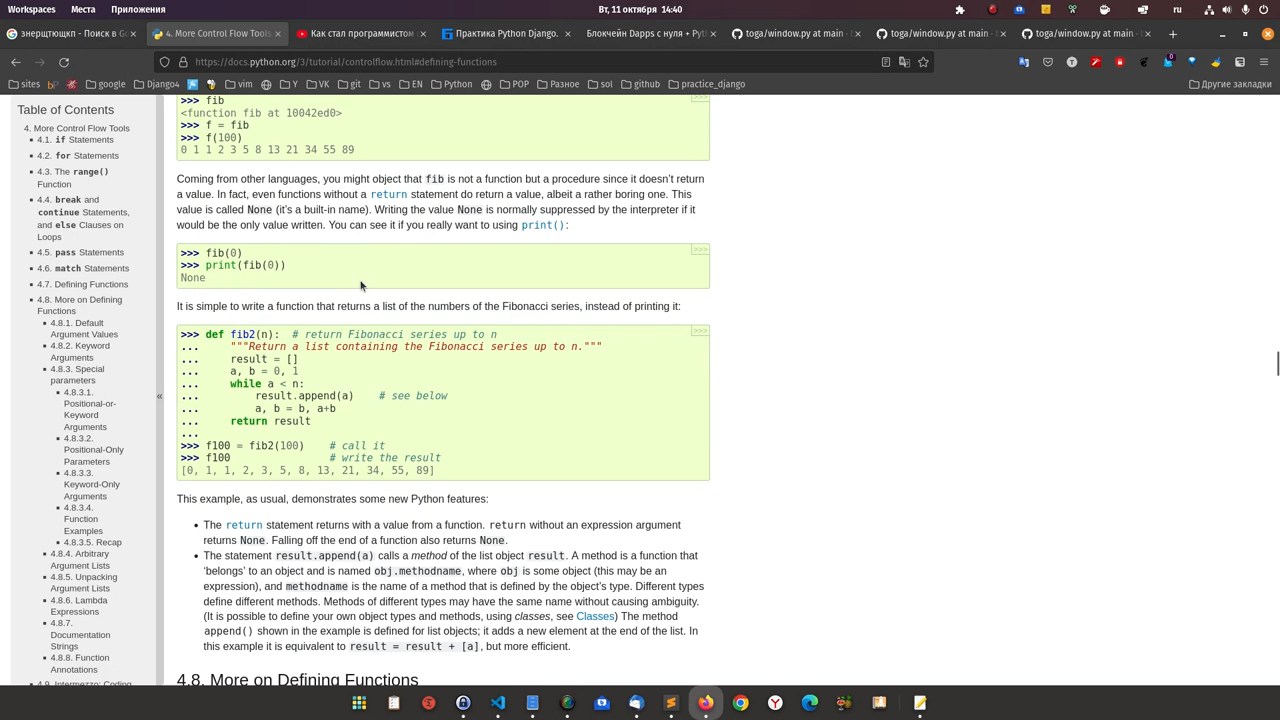 Workspaces Места Приложения Вт, 11 октября 14:40 ru
энергщтющкп - Поиск в G
4. More Control Flow Tools
Как стал программистом
Практика Python Django.
Блокчейн Dapps с нуля + Pyt
toga/window.py at main
toga/window.py at main
toga/window.py at main
https://docs.python.org/3/tutorial/controlflow.html#defining-functions
sites google Django4 vim Y VK git vs EN Python POP Разное sol github practice_django Другие закладки
Table of Contents
4. More Control Flow Tools
4.1. if Statements
4.2. for Statements
4.3. The range()
Function
4.4. break and
continue Statements,
and else Clauses on
Loops
4.5. pass Statements
4.6. match Statements
4.7. Defining Functions
4.8. More on Defining
Functions
4.8.1. Default
Argument Values
4.8.2. Keyword
Arguments
4.8.3. Special
parameters
4.8.3.1.
Positional-or-
Keyword
Arguments
4.8.3.2.
Positional-Only
Parameters
4.8.3.3.
Keyword-Only
Arguments
4.8.3.4.
Function
Examples
4.8.3.5. Recap
4.8.4. Arbitrary
Argument Lists
4.8.5. Unpacking
Argument Lists
4.8.6. Lambda
Expressions
4.8.7.
Documentation
Strings
4.8.8. Function
Annotations
4.9. Intermezzo: Coding
«
>>> fib
<function fib at 10042ed0>
>>> f = fib
>>> f(100)
0 1 1 2 3 5 8 13 21 34 55 89
>>>
Coming from other languages, you might object that fib is not a function but a procedure since it doesn’t return
a value. In fact, even functions without a return statement do return a value, albeit a rather boring one. This
value is called None (it’s a built-in name). Writing the value None is normally suppressed by the interpreter if it
would be the only value written. You can see it if you really want to using print():
>>> fib(0)
>>> print(fib(0))
None
>>>
It is simple to write a function that returns a list of the numbers of the Fibonacci series, instead of printing it:
>>> def fib2(n): # return Fibonacci series up to n
... """Return a list containing the Fibonacci series up to n."""
... result = []
... a, b = 0, 1
... while a < n:
... result.append(a) # see below
... a, b = b, a+b
... return result
...
>>> f100 = fib2(100) # call it
>>> f100 # write the result
[0, 1, 1, 2, 3, 5, 8, 13, 21, 34, 55, 89]
>>>
This example, as usual, demonstrates some new Python features:
• The return statement returns with a value from a function. return without an expression argument
returns None. Falling off the end of a function also returns None.
• The statement result.append(a) calls a method of the list object result. A method is a function that
‘belongs’ to an object and is named obj.methodname, where obj is some object (this may be an
expression), and methodname is the name of a method that is defined by the object’s type. Different types
define different methods. Methods of different types may have the same name without causing ambiguity.
(It is possible to define your own object types and methods, using classes, see Classes) The method
append() shown in the example is defined for list objects; it adds a new element at the end of the list. In
this example it is equivalent to result = result + [a], but more efficient.
4.8. More on Defining Functions